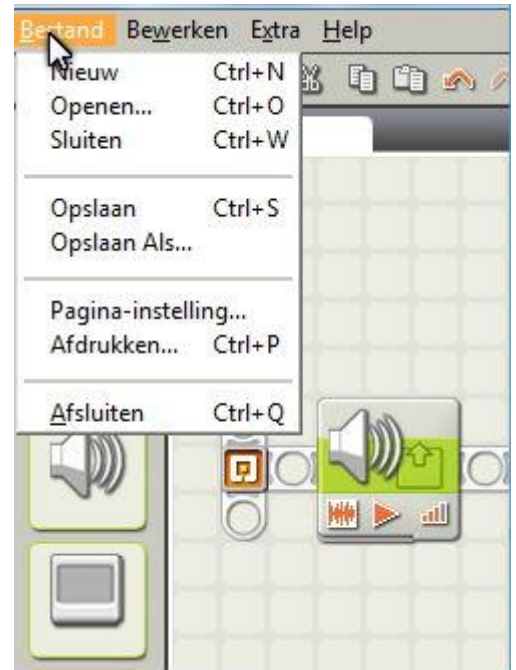 Bestand Bewerken Extra Help
Nieuw Ctrl+N
Openen... Ctrl+O
Sluiten Ctrl+W
Opslaan Ctrl+S
Opslaan Als...
Pagina-instelling...
Afdrukken... Ctrl+P
Afsluiten Ctrl+Q